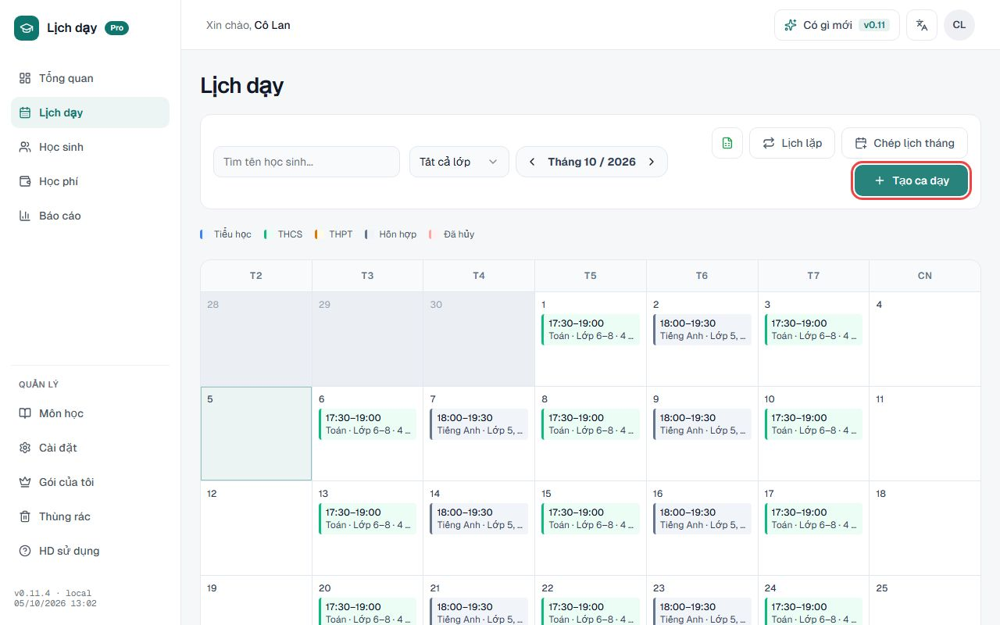 Lịch dạy Pro
Xin chào, Cô Lan
Có gì mới v0.11
CL
Tổng quan
Lịch dạy
Học sinh
Học phí
Báo cáo
QUẢN LÝ
Môn học
Cài đặt
Gói của tôi
Thùng rác
HD sử dụng
v0.11.4 · local
05/10/2026 13:02
Lịch dạy
Lịch lặp
Chép lịch tháng
Tìm tên học sinh...
Tất cả lớp
Tháng 10 / 2026
+ Tạo ca dạy
Tiểu học THCS THPT Hỗn hợp Đã hủy
T2 T3 T4 T5 T6 T7 CN
28 29 30 1 2 3 4
17:30–19:00 18:00–19:30 17:30–19:00
Toán · Lớp 6–8 · 4 ... Tiếng Anh · Lớp 5, ... Toán · Lớp 6–8 · 4 ...
5 6 7 8 9 10 11
17:30–19:00 18:00–19:30 17:30–19:00 18:00–19:30 17:30–19:00
Toán · Lớp 6–8 · 4 ... Tiếng Anh · Lớp 5, ... Toán · Lớp 6–8 · 4 ... Tiếng Anh · Lớp 5, ... Toán · Lớp 6–8 · 4 ...
12 13 14 15 16 17 18
17:30–19:00 18:00–19:30 17:30–19:00 18:00–19:30 17:30–19:00
Toán · Lớp 6–8 · 4 ... Tiếng Anh · Lớp 5, ... Toán · Lớp 6–8 · 4 ... Tiếng Anh · Lớp 5, ... Toán · Lớp 6–8 · 4 ...
19 20 21 22 23 24 25
17:30–19:00 18:00–19:30 17:30–19:00 18:00–19:30 17:30–19:00
Toán · Lớp 6–8 · 4 ... Tiếng Anh · Lớp 5, ... Toán · Lớp 6–8 · 4 ... Tiếng Anh · Lớp 5, ... Toán · Lớp 6–8 · 4 ...